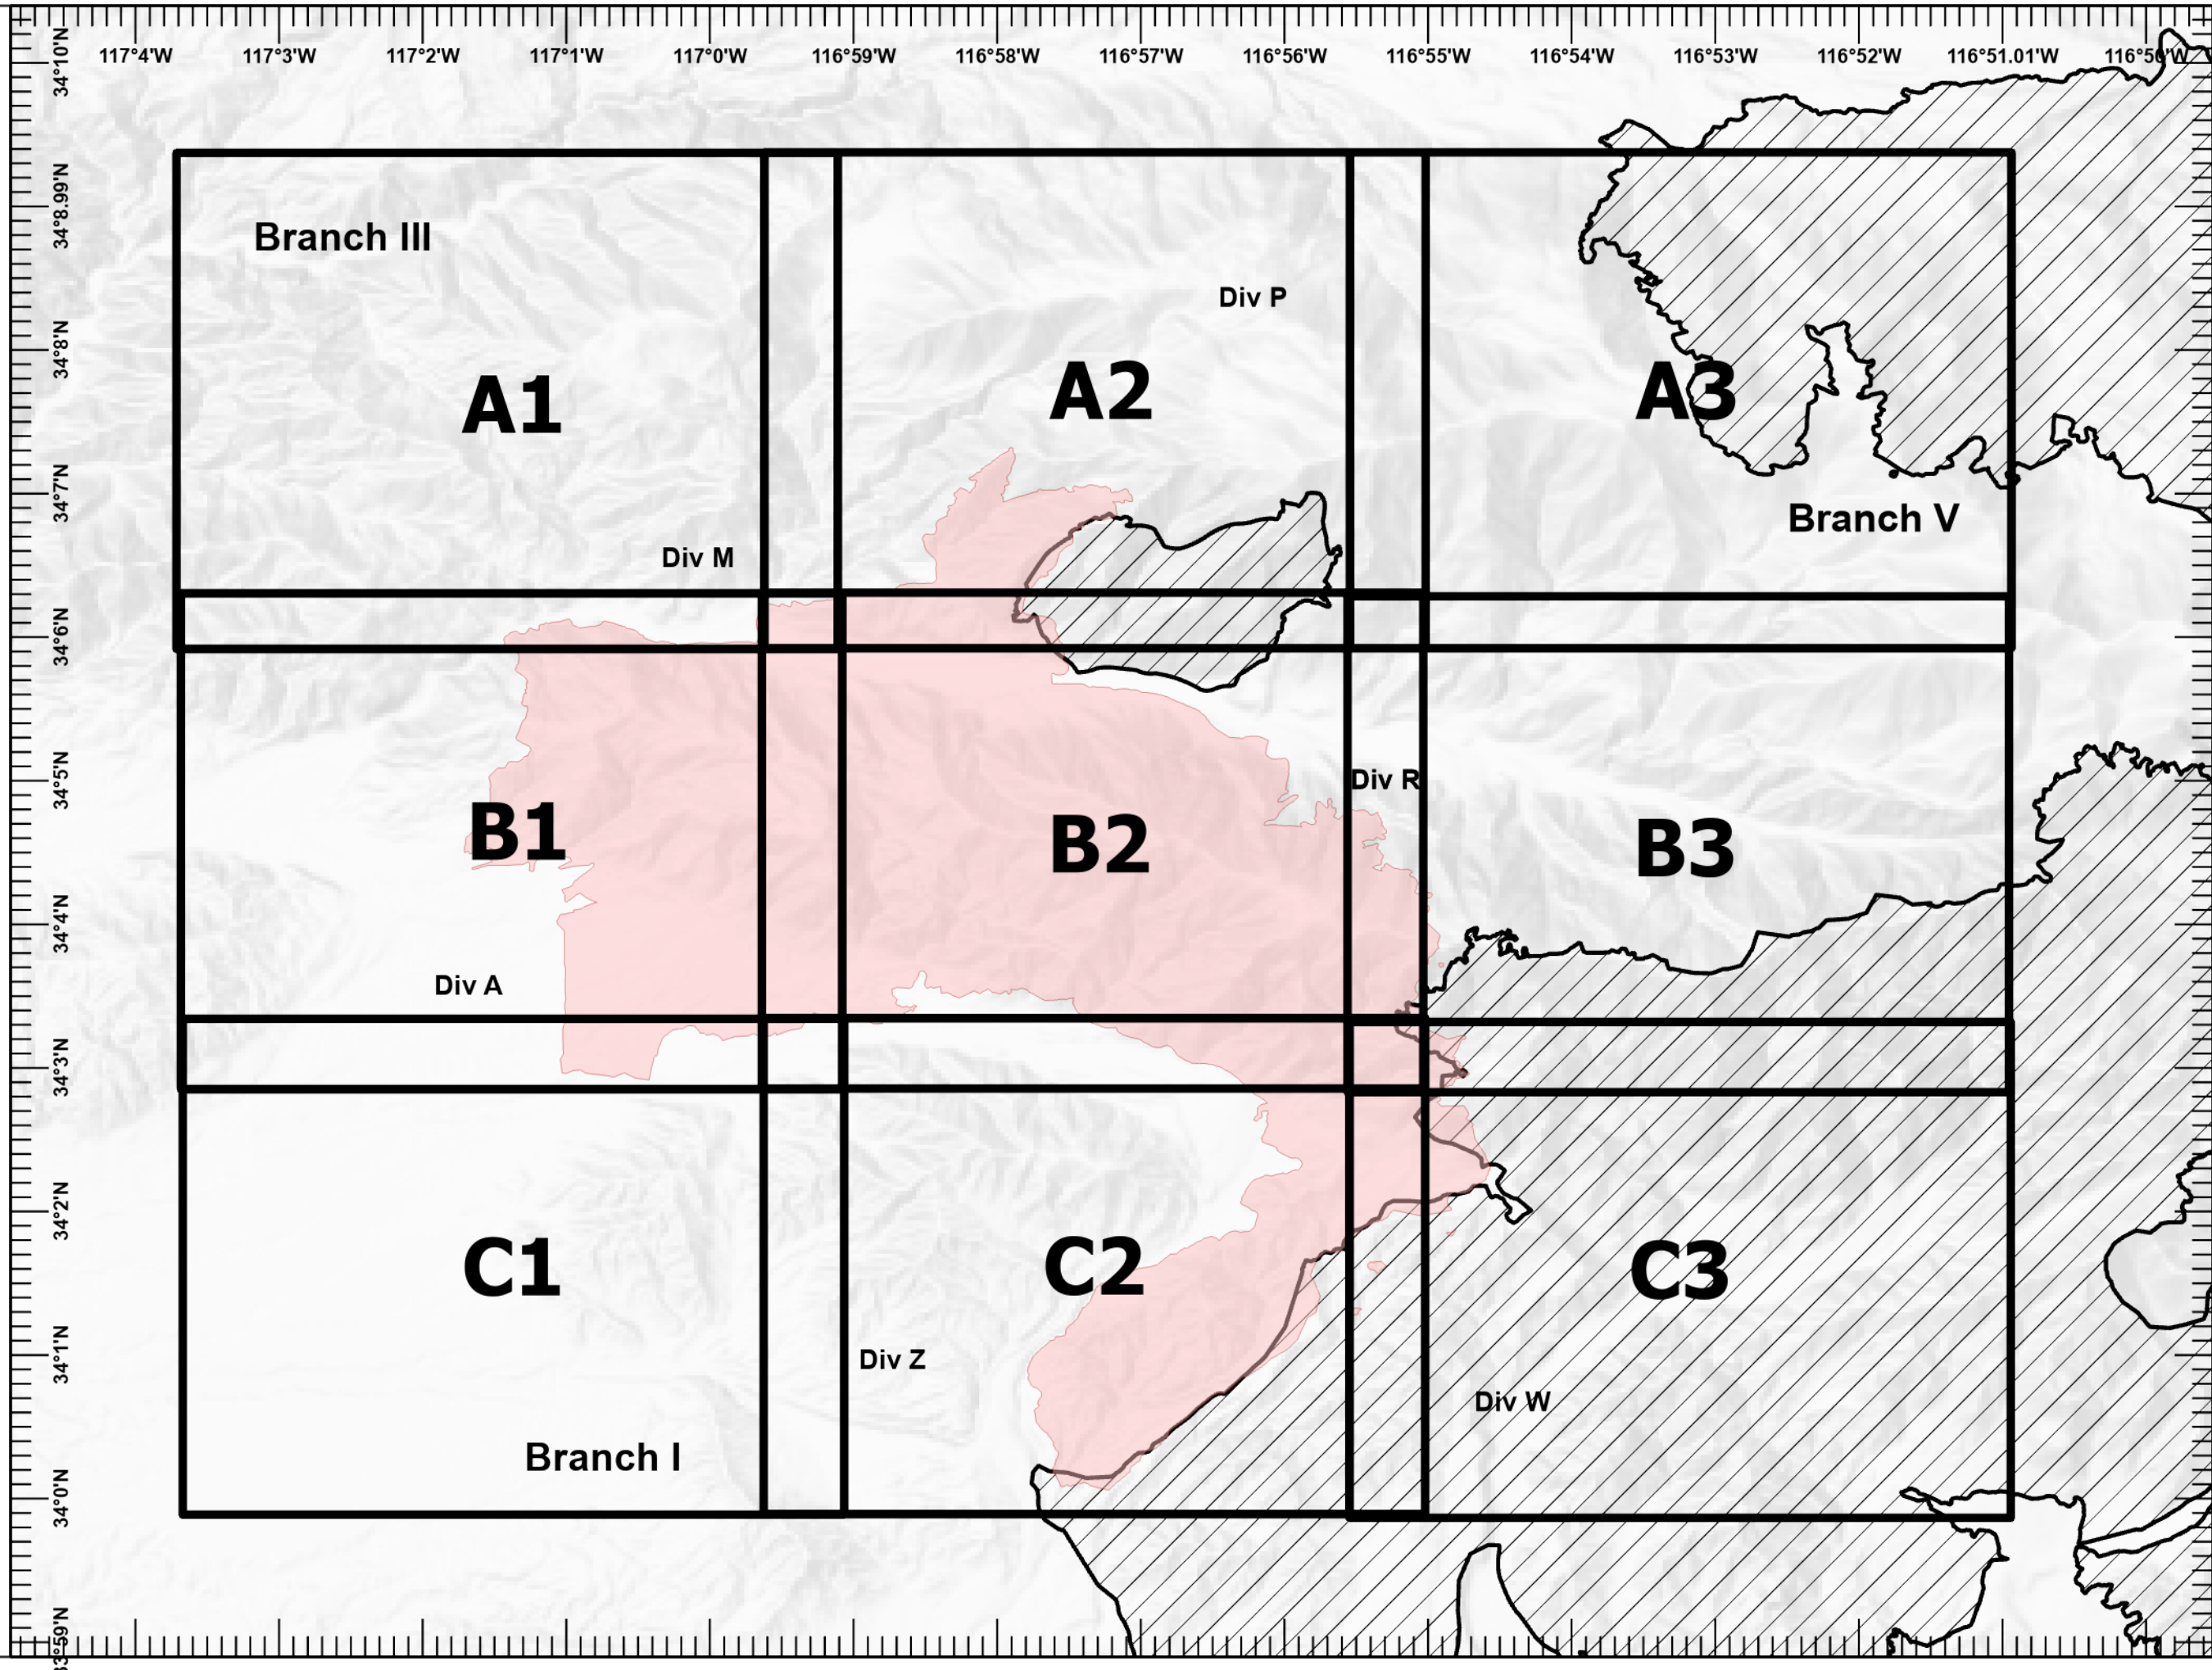 117°4'W 117°3'W 117°2'W 117°1'W 117°0'W 116°59'W 116°58'W 116°57'W 116°56'W 116°55'W 116°54'W 116°53'W 116°52'W 116°51.01'W 116°50'W
34°10'N
34°8.99'N
34°8'N
34°7'N
34°6'N
34°5'N
34°4'N
34°3'N
34°2'N
34°1'N
34°0'N
33°59'N
Branch III
Div P
A1
A2
A3
Branch V
Div M
Div R
B1
B2
B3
Div A
C1
C2
C3
Div Z
Div W
Branch I